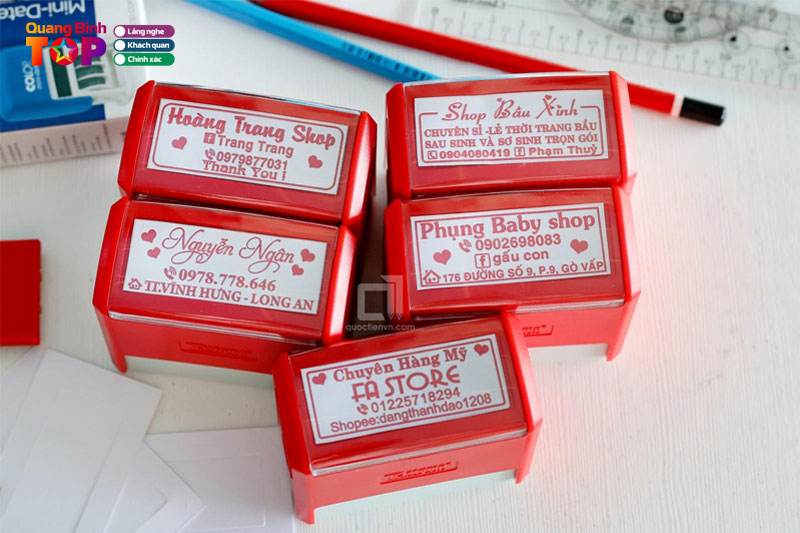 Quang Bình
TOP
Lắng nghe
Khách quan
Chính xác
Mini-Dater
Hoàng Trang Shop
Trang Trang
0979877031
Thank You !
Shop Bầu Xinh
CHUYÊN SỈ -LẺ THỜI TRANG BẦU
SAU SINH VÀ SƠ SINH TRỌN GÓI
0904080419 Phạm Thuỷ
Nguyễn Ngân
0978.778.646
TT.VĨNH HƯNG - LONG AN
Phụng Baby shop
0902698083
gấu con
176 ĐƯỜNG SỐ 9, P.9, GÒ VẤP
quoctienvn.com
Chuyên Hàng Mỹ
FA STORE
01225718294
Shopee:dangthanhdao1208